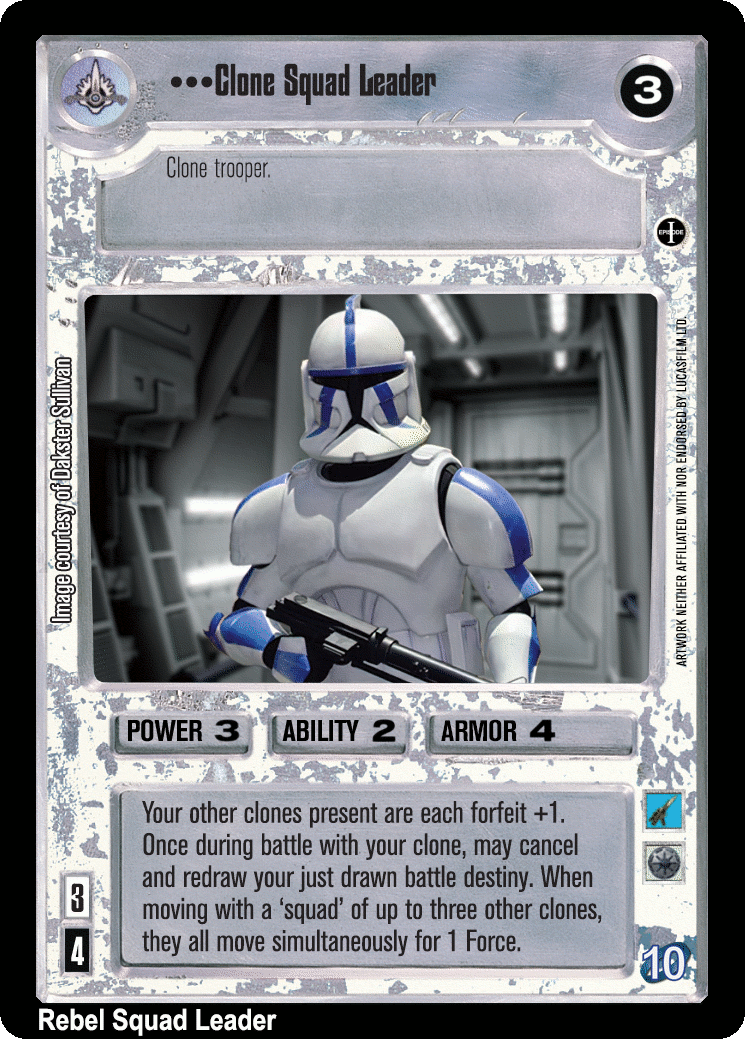 •••Clone Squad Leader
3
Clone trooper.
EPISODE I
Image courtesy of Dakster Sullivan
ARTWORK NEITHER AFFILIATED WITH NOR ENDORSED BY LUCASFILM LTD.
POWER 3 ABILITY 2 ARMOR 4
Your other clones present are each forfeit +1.
Once during battle with your clone, may cancel
and redraw your just drawn battle destiny. When
moving with a ‘squad’ of up to three other clones,
they all move simultaneously for 1 Force.
3
4
10
Rebel Squad Leader